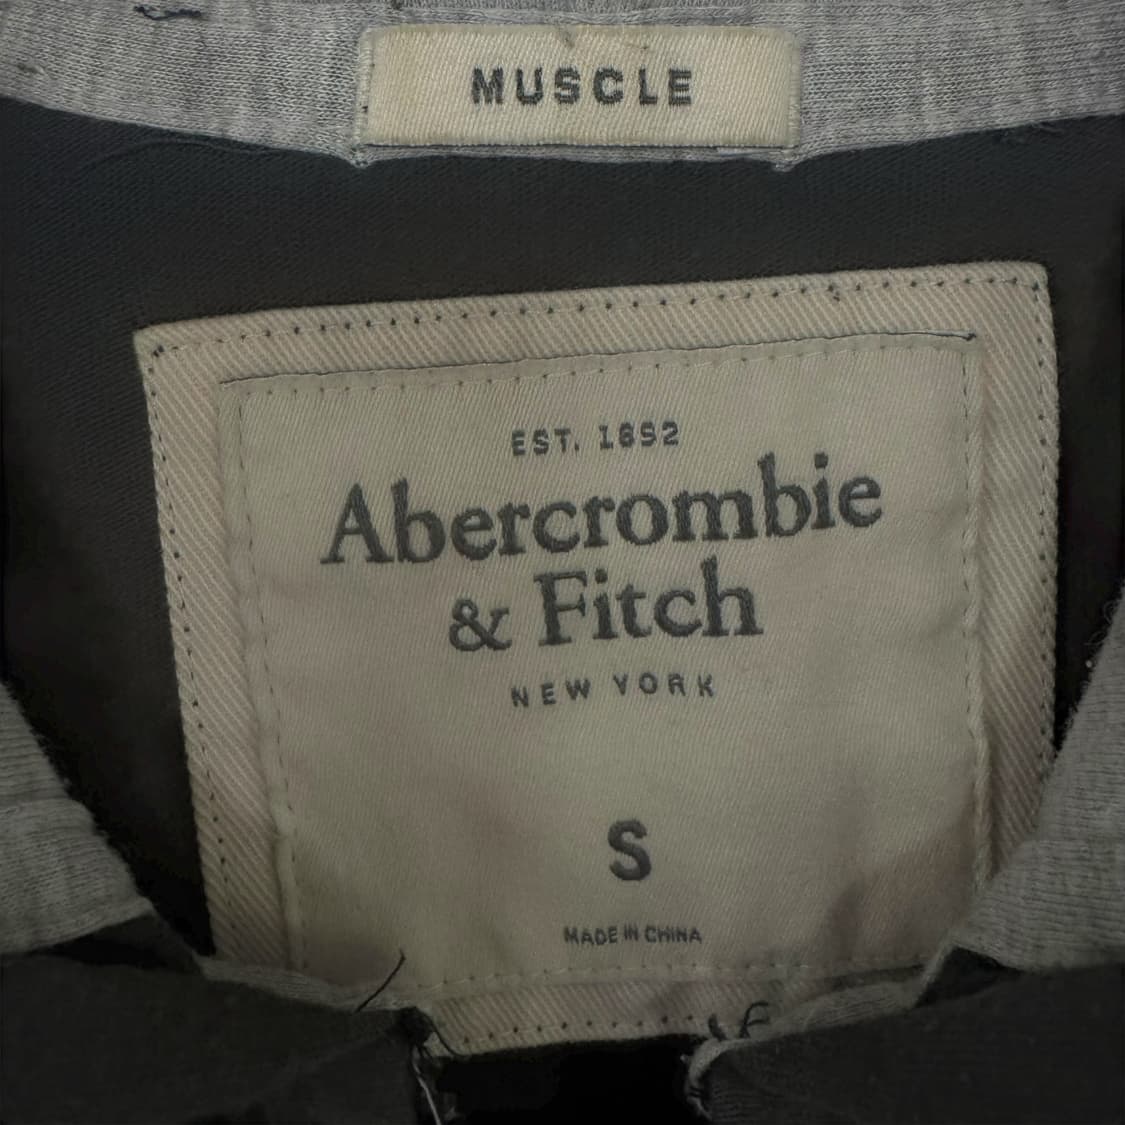 MUSCLE
EST. 1892
Abercrombie
& Fitch
NEW YORK
S
MADE IN CHINA